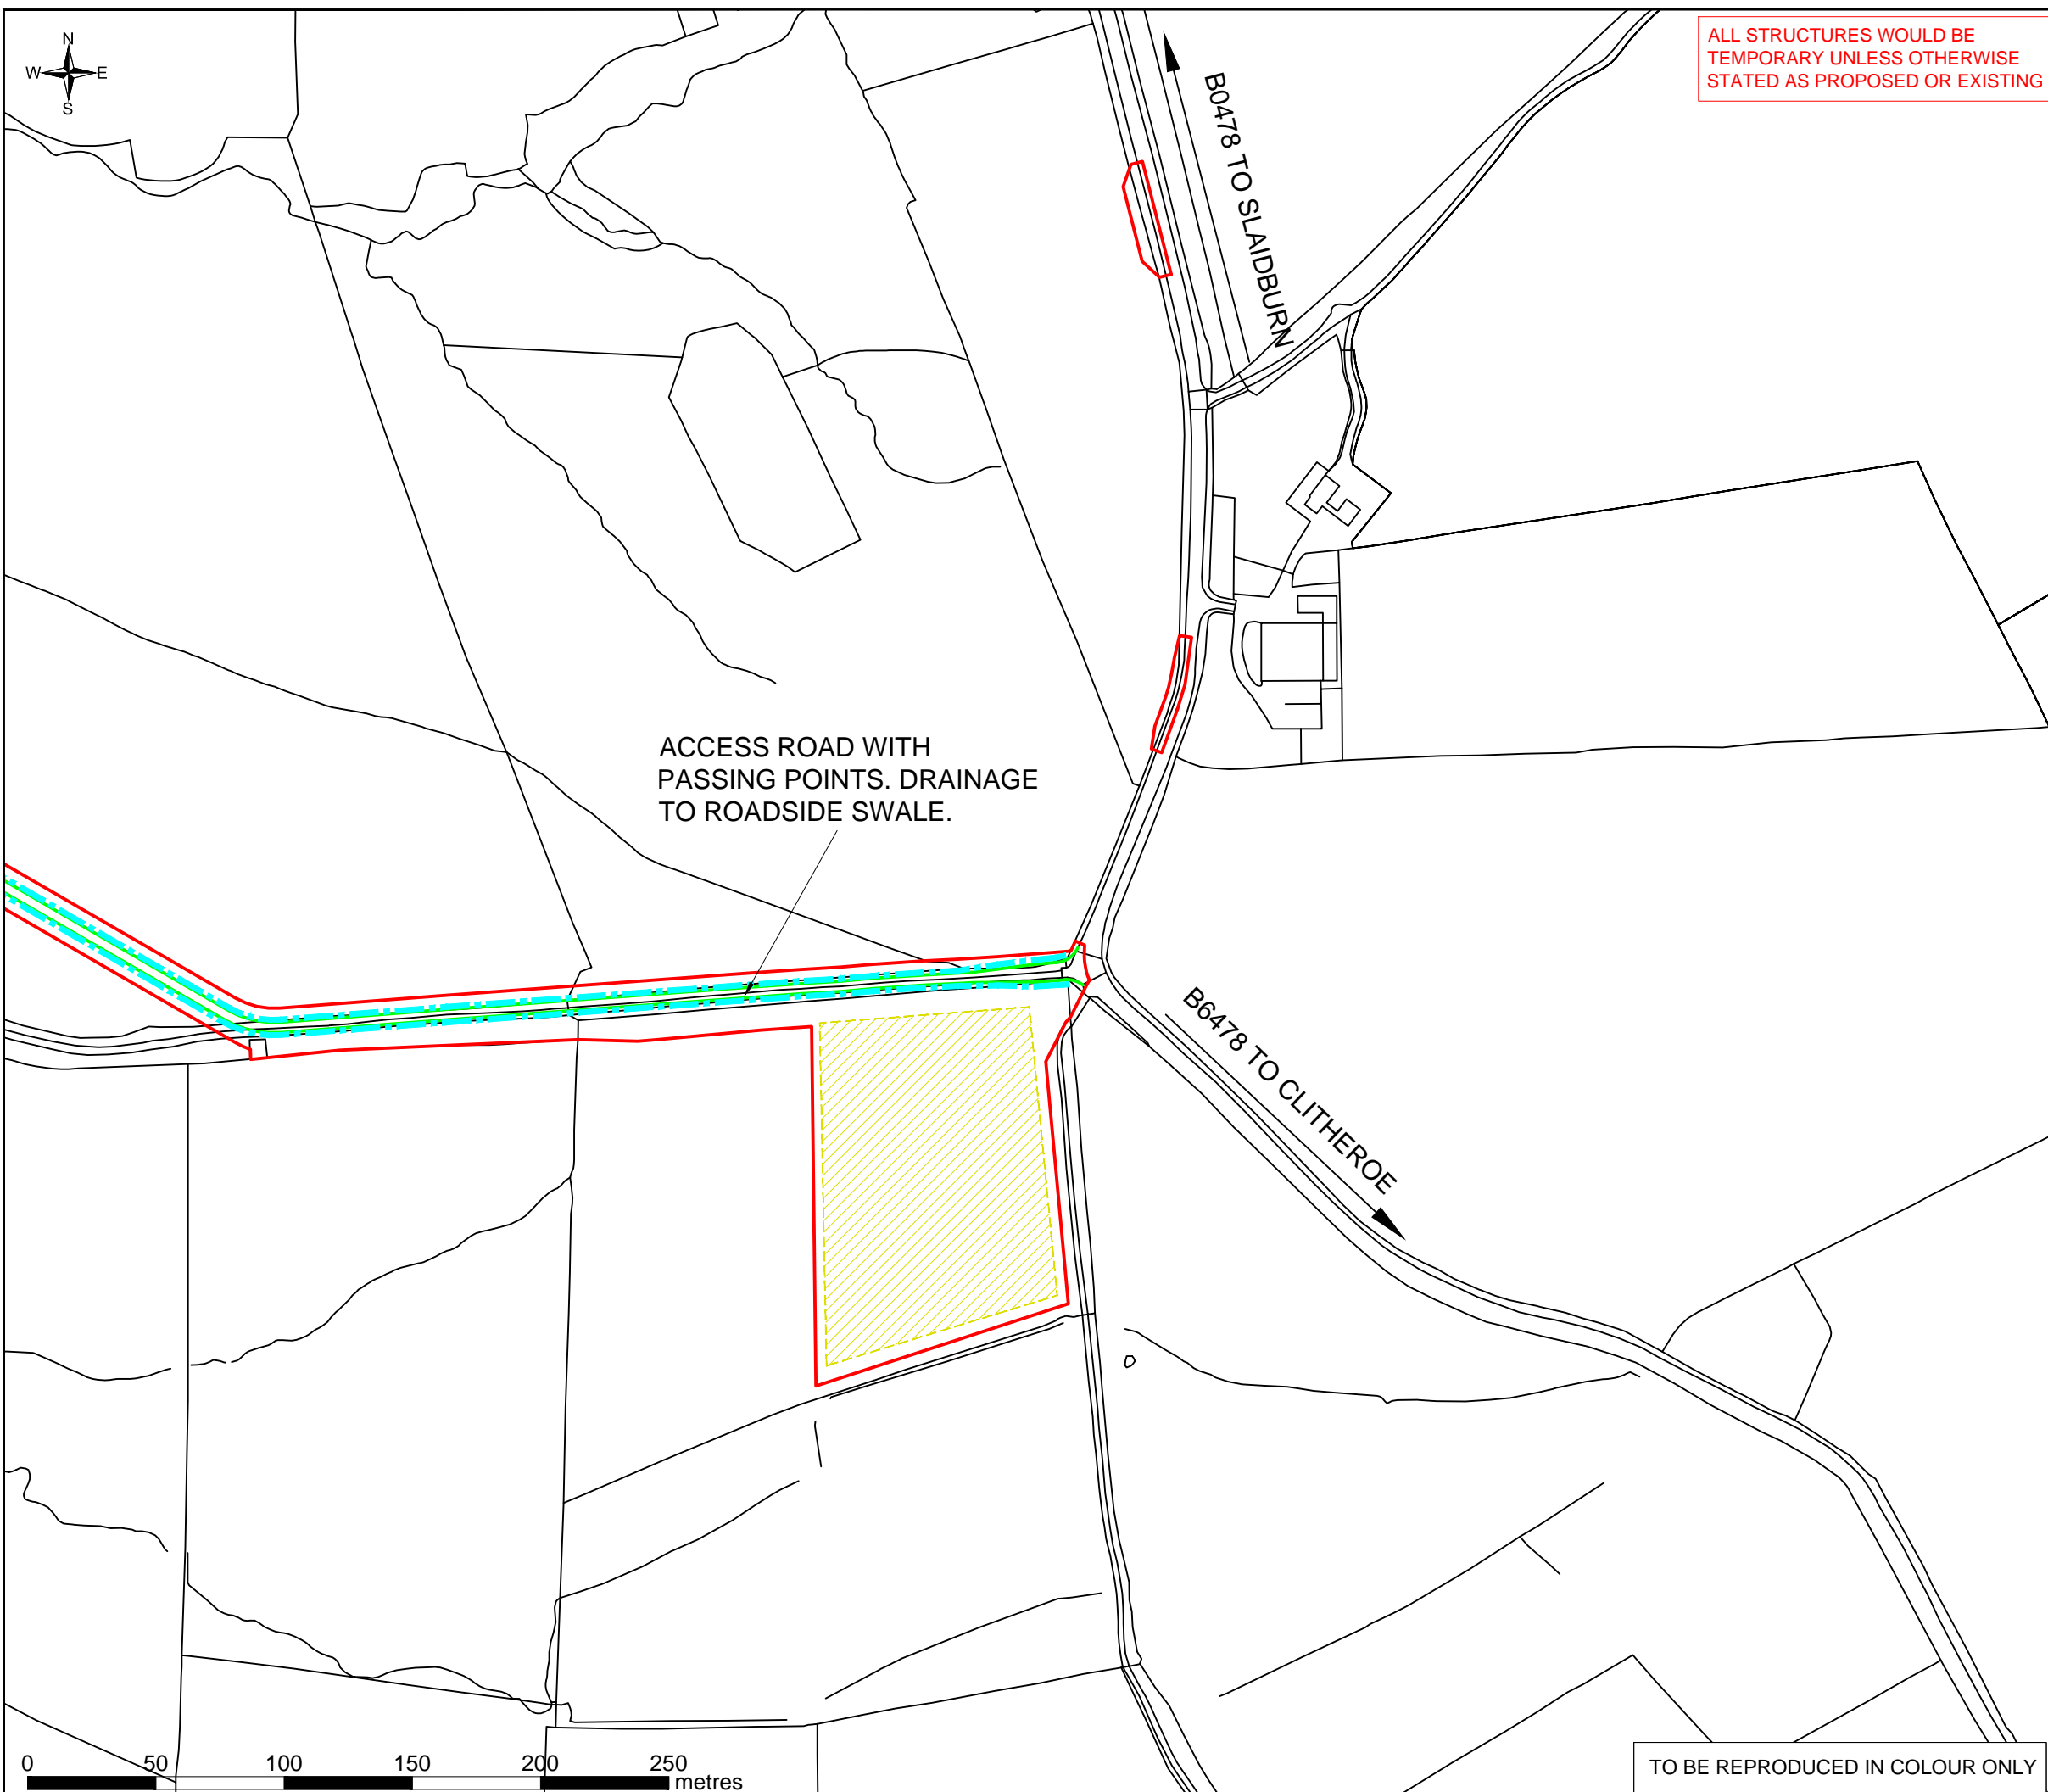 N
W E
S
ALL STRUCTURES WOULD BE
TEMPORARY UNLESS OTHERWISE
STATED AS PROPOSED OR EXISTING
B0478 TO SLAIDBURN
ACCESS ROAD WITH
PASSING POINTS. DRAINAGE
TO ROADSIDE SWALE.
B6478 TO CLITHEROE
0 50 100 150 200 250
metres
TO BE REPRODUCED IN COLOUR ONLY